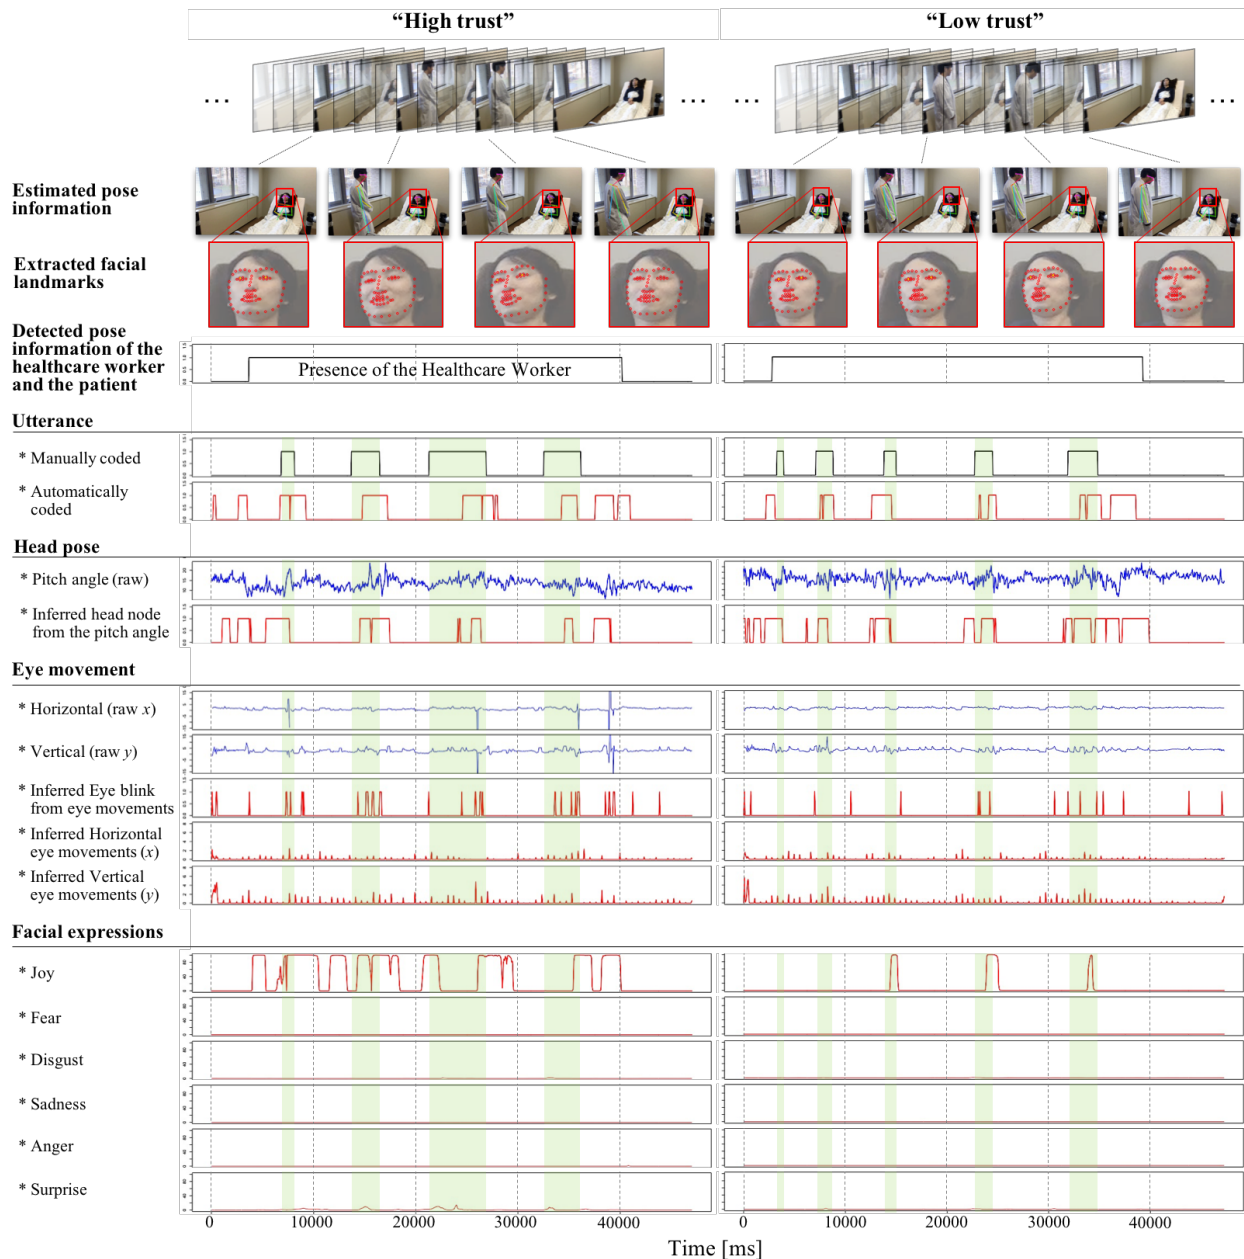 “High trust”
“Low trust”
...
...
...
...
Estimated pose
information
Extracted facial
landmarks
Detected pose
information of the
healthcare worker
and the patient
Presence of the Healthcare Worker
Utterance
* Manually coded
* Automatically
coded
Head pose
* Pitch angle (raw)
* Inferred head node
from the pitch angle
Eye movement
* Horizontal (raw x)
* Vertical (raw y)
* Inferred Eye blink
from eye movements
* Inferred Horizontal
eye movements (x)
* Inferred Vertical
eye movements (y)
Facial expressions
* Joy
* Fear
* Disgust
* Sadness
* Anger
* Surprise
0 10000 20000 30000 40000
0 10000 20000 30000 40000
Time [ms]